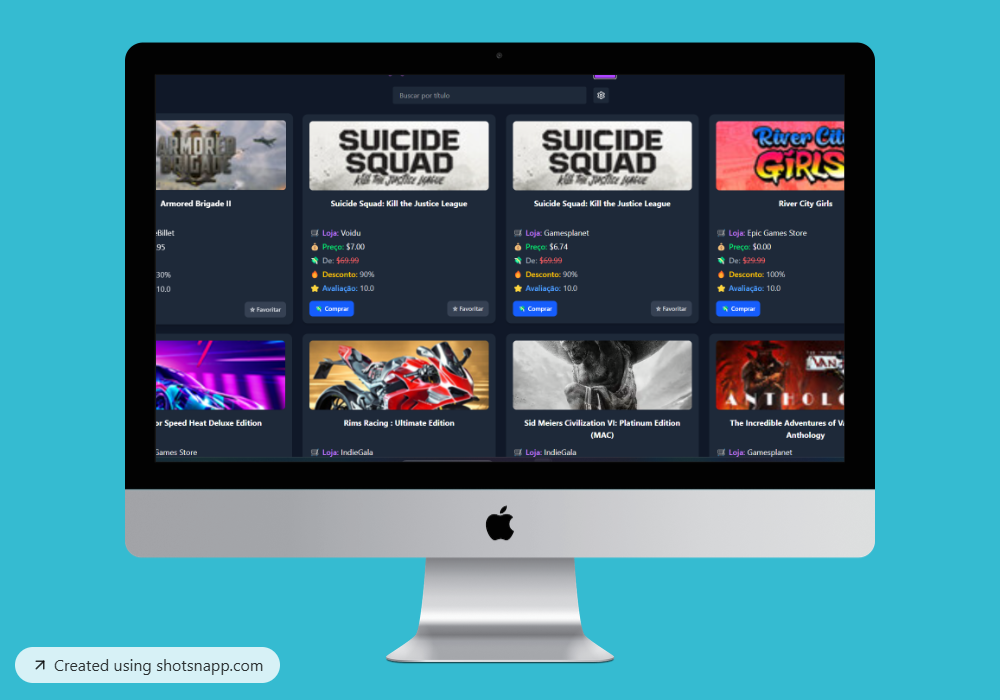 Buscar por título
ARMORED
BRIGADE
II
Armored Brigade II
eBillet
.95
30%
10.0
Favoritar
SUICIDE
SQUAD
KILL THE JUSTICE LEAGUE
Suicide Squad: Kill the Justice League
Loja: Voidu
Preço: $7.00
De: $69.99
Desconto: 90%
Avaliação: 10.0
Comprar
Favoritar
SUICIDE
SQUAD
KILL THE JUSTICE LEAGUE
Suicide Squad: Kill the Justice League
Loja: Gamesplanet
Preço: $6.74
De: $69.99
Desconto: 90%
Avaliação: 10.0
Comprar
Favoritar
River Cit
GIRLS
River City Girls
Loja: Epic Games Store
Preço: $0.00
De: $29.99
Desconto: 100%
Avaliação: 10.0
Comprar
or Speed Heat Deluxe Edition
Games Store
Rims Racing : Ultimate Edition
Loja: IndieGala
Sid Meiers Civilization VI: Platinum Edition
(MAC)
Loja: IndieGala
VAN
ANTHOLO
The Incredible Adventures of Va
Anthology
Loja: Gamesplanet
Created using shotsnapp.com